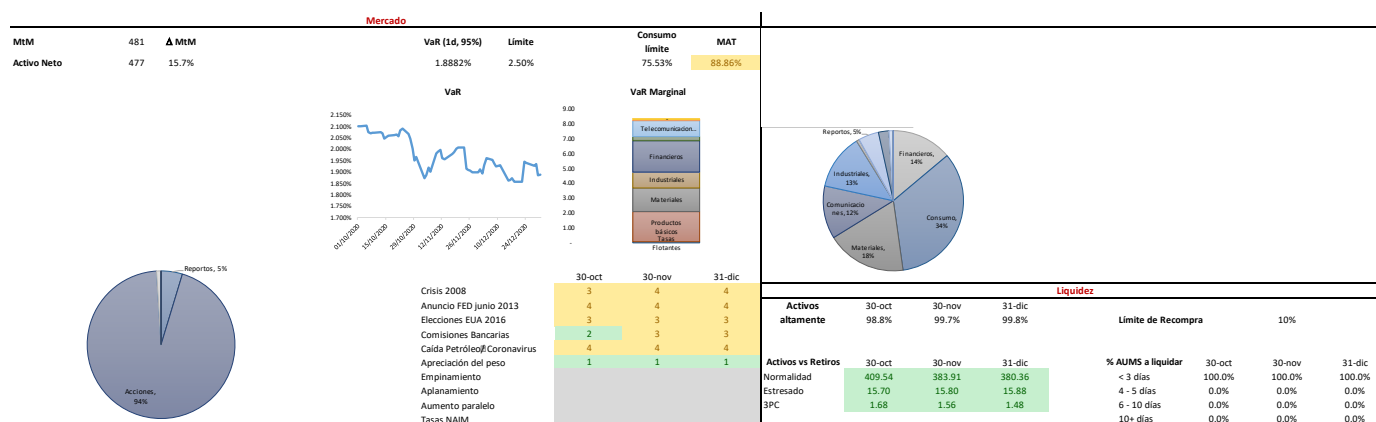 Mercado
MtM 481 Δ MtM VaR (1d, 95%) Límite Consumo límite MAT
Activo Neto 477 15.7% 1.8882% 2.50% 75.53% 88.86%
VaR
2.150%
2.100%
2.050%
2.000%
1.950%
1.900%
1.850%
1.800%
1.750%
1.700%
01/10/2020
15/10/2020
29/10/2020
12/11/2020
26/11/2020
10/12/2020
24/12/2020
VaR Marginal
9.00
8.00
7.00
6.00
5.00
4.00
3.00
2.00
1.00
-
Telecomunicacion...
Financieros
Industriales
Materiales
Productos
básicos
Tasas
Flotantes
Reportos, 5%
Financieros,
14%
Industriales,
13%
Comunicacio
nes, 12%
Consumo,
34%
Materiales,
18%
Reportos, 5%
Acciones,
94%
30-oct 30-nov 31-dic
Crisis 2008 3 4 4
Anuncio FED junio 2013 4 4 4
Elecciones EUA 2016 3 3 3
Comisiones Bancarias 2 3 3
Caída Petróleo/Coronavirus 4 4 4
Apreciación del peso 1 1 1
Empinamiento
Aplanamiento
Aumento paralelo
Tasas NAIM
Liquidez
Activos 30-oct 30-nov 31-dic
altamente 98.8% 99.7% 99.8% Límite de Recompra 10%
Activos vs Retiros 30-oct 30-nov 31-dic % AUMS a liquidar 30-oct 30-nov 31-dic
Normalidad 409.54 383.91 380.36 < 3 días 100.0% 100.0% 100.0%
Estresado 15.70 15.80 15.88 4 - 5 días 0.0% 0.0% 0.0%
3PC 1.68 1.56 1.48 6 - 10 días 0.0% 0.0% 0.0%
10+ días 0.0% 0.0% 0.0%